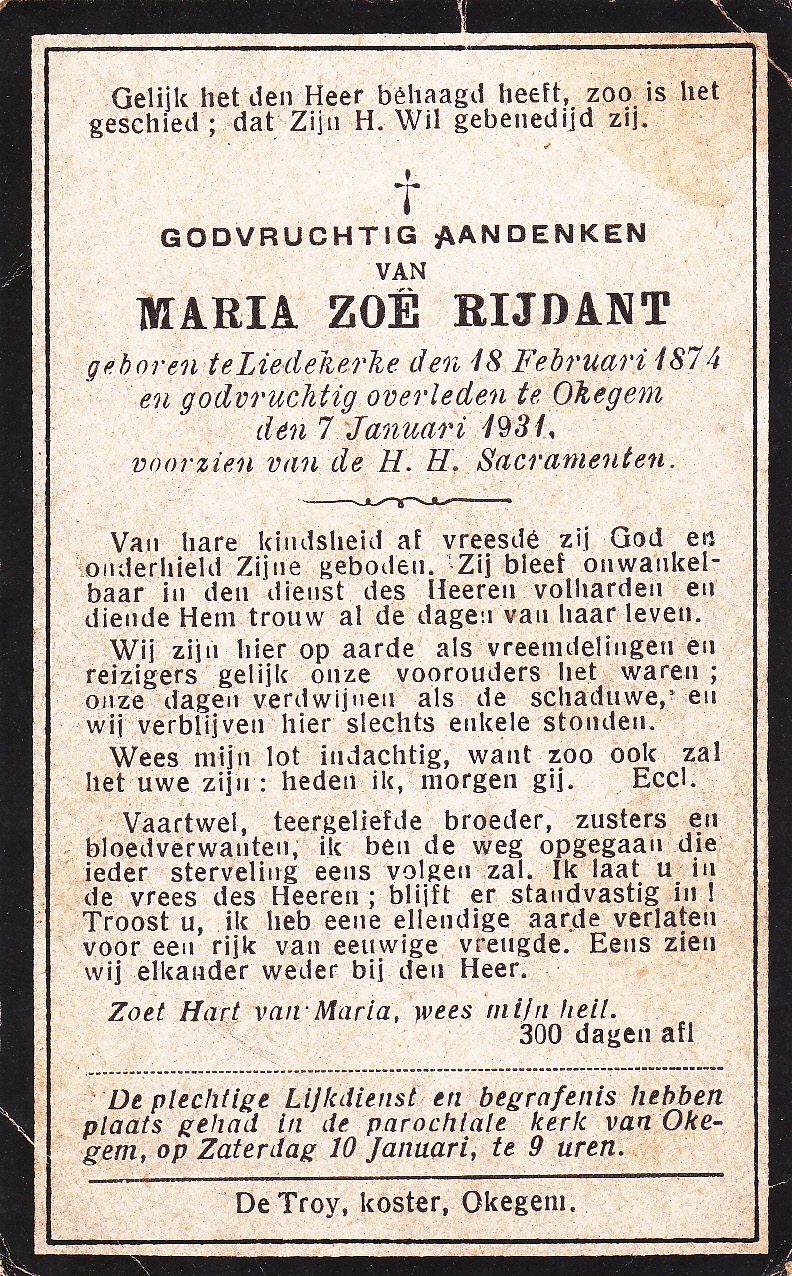 Gelijk het den Heer behaagd heeft, zoo is het
geschied ; dat Zijn H. Wil gebenedijd zij.
GODVRUCHTIG AANDENKEN
VAN
MARIA ZOË RIJDANT
geboren te Liedekerke den 18 Februari 1874
en godvruchtig overleden te Okegem
den 7 Januari 1931,
voorzien van de H. H. Sacramenten.
Van hare kindsheid af vreesde zij God en
onderhield Zijne geboden. Zij bleef onwankel-
baar in den dienst des Heeren volharden en
diende Hem trouw al de dagen van haar leven.
Wij zijn hier op aarde als vreemdelingen en
reizigers gelijk onze voorouders het waren ;
onze dagen verdwijnen als de schaduwe, en
wij verblijven hier slechts enkele stonden.
Wees mijn lot indachtig, want zoo ook zal
het uwe zijn : heden ik, morgen gij. Eccl.
Vaartwel, teergeliefde broeder, zusters en
bloedverwanten, ik ben de weg opgegaan die
ieder sterveling eens volgen zal. Ik laat u in
de vrees des Heeren ; blijft er standvastig in !
Troost u, ik heb eene ellendige aarde verlaten
voor een rijk van eeuwige vreugde. Eens zien
wij elkander weder bij den Heer.
Zoet Hart van Maria, wees mijn heil.
300 dagen afl
De plechtige Lijkdienst en begrafenis hebben
plaats gehad in de parochiale kerk van Oke-
gem, op Zaterdag 10 Januari, te 9 uren.
De Troy, koster, Okegem.